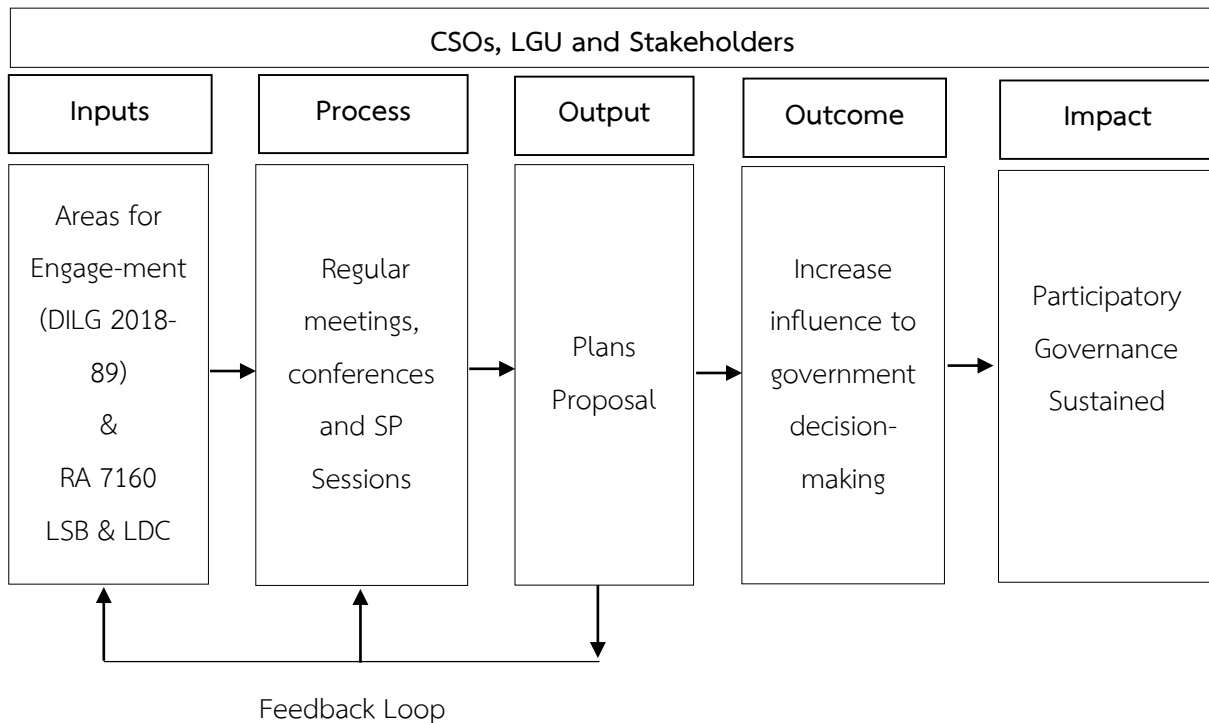 CSOs, LGU and Stakeholders
Inputs
Process
Output
Outcome
Impact
Areas for
Engage-ment
(DILG 2018-
89)
&
RA 7160
LSB & LDC
Regular
meetings,
conferences
and SP
Sessions
Plans
Proposal
Increase
influence to
government
decision-
making
Participatory
Governance
Sustained
Feedback Loop